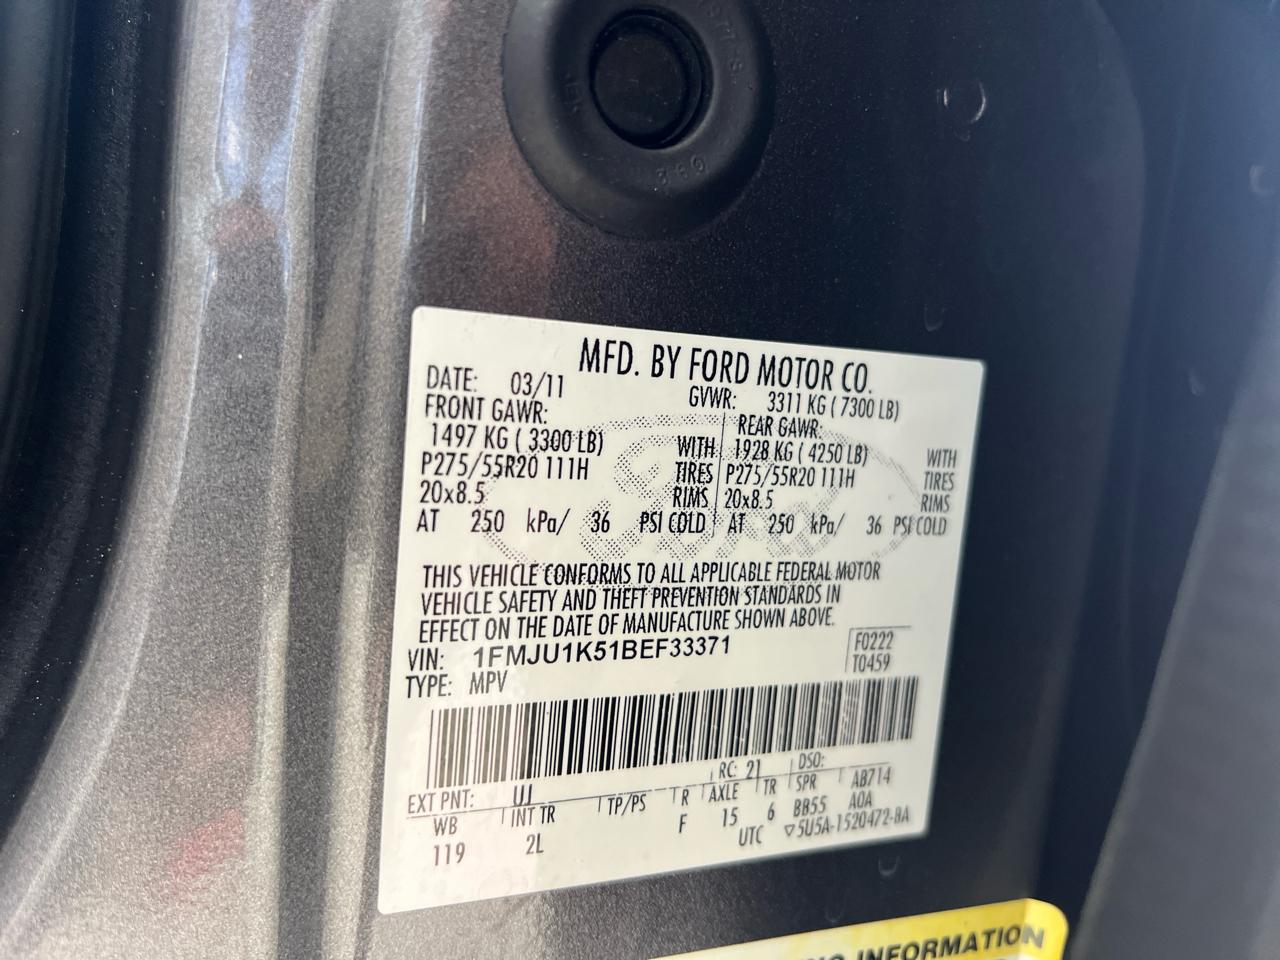 MFD. BY FORD MOTOR CO.
DATE: 03/11 GVWR: 3311 KG ( 7300 LB)
FRONT GAWR: REAR GAWR:
1497 KG ( 3300 LB) WITH 1928 KG ( 4250 LB) WITH
P275/55R20 111H TIRES P275/55R20 111H TIRES
20x8.5 RIMS 20x8.5 RIMS
AT 250 kPa/ 36 PSI COLD AT 250 kPa/ 36 PSI COLD
THIS VEHICLE CONFORMS TO ALL APPLICABLE FEDERAL MOTOR
VEHICLE SAFETY AND THEFT PREVENTION STANDARDS IN
EFFECT ON THE DATE OF MANUFACTURE SHOWN ABOVE.
VIN: 1FMJU1K51BEF33371 F0222
TYPE: MPV T0459
EXT PNT: UJ RC: 21 DSO:
WB INT TR TP/PS R AXLE TR SPR AB714
119 2L F 15 6 BB55 A0A
UTC ▽5U5A-1520472-BA
INFORMATION